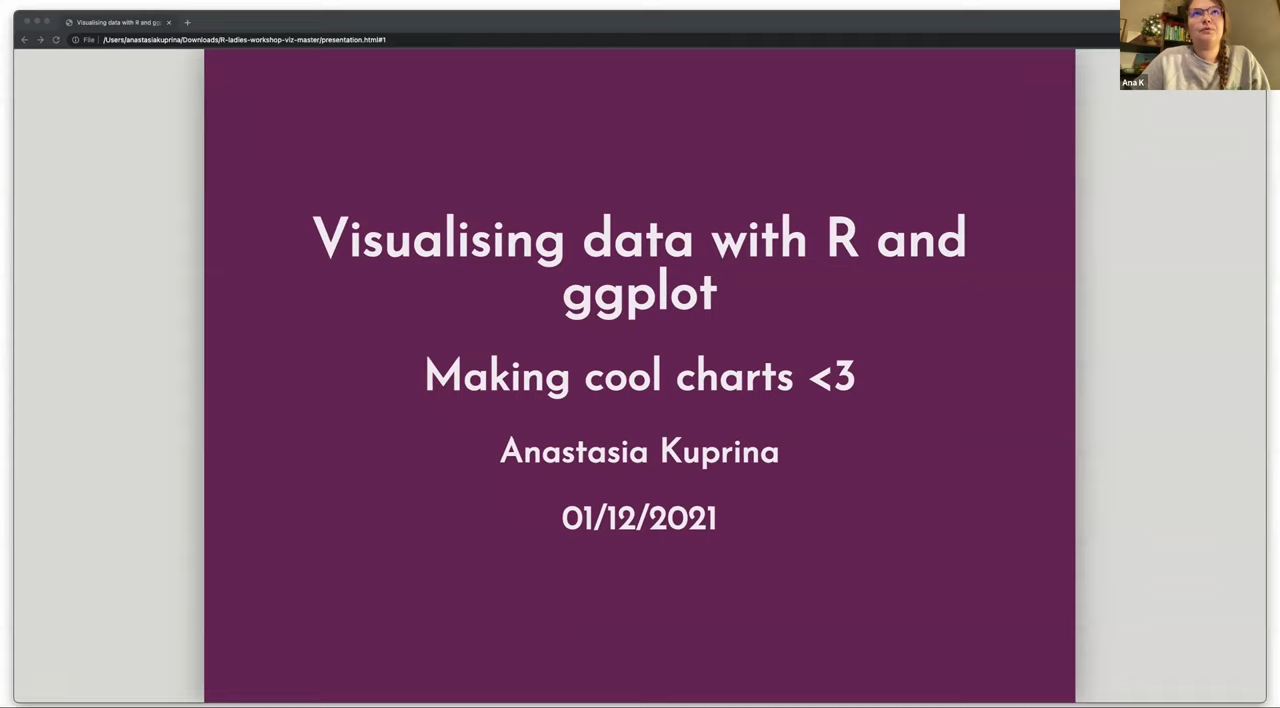 Visualising data with R and gg
File
/Users/anastasiakuprina/Downloads/R-ladies-workshop-viz-master/presentation.html#1
Ana K
Visualising data with R and
ggplot
Making cool charts <3
Anastasia Kuprina
01/12/2021